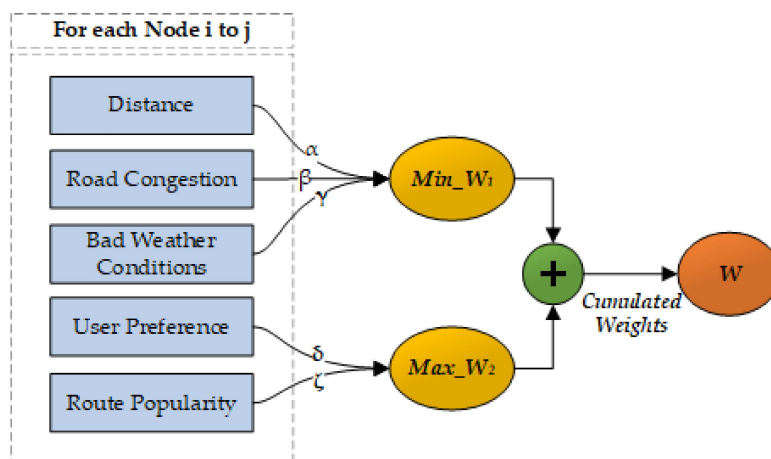 For each Node i to j
Distance
α
Road Congestion
β
γ
Bad Weather
Conditions
User Preference
δ
ζ
Route Popularity
Min_W₁
Max_W₂
+
Cumulated
Weights
W